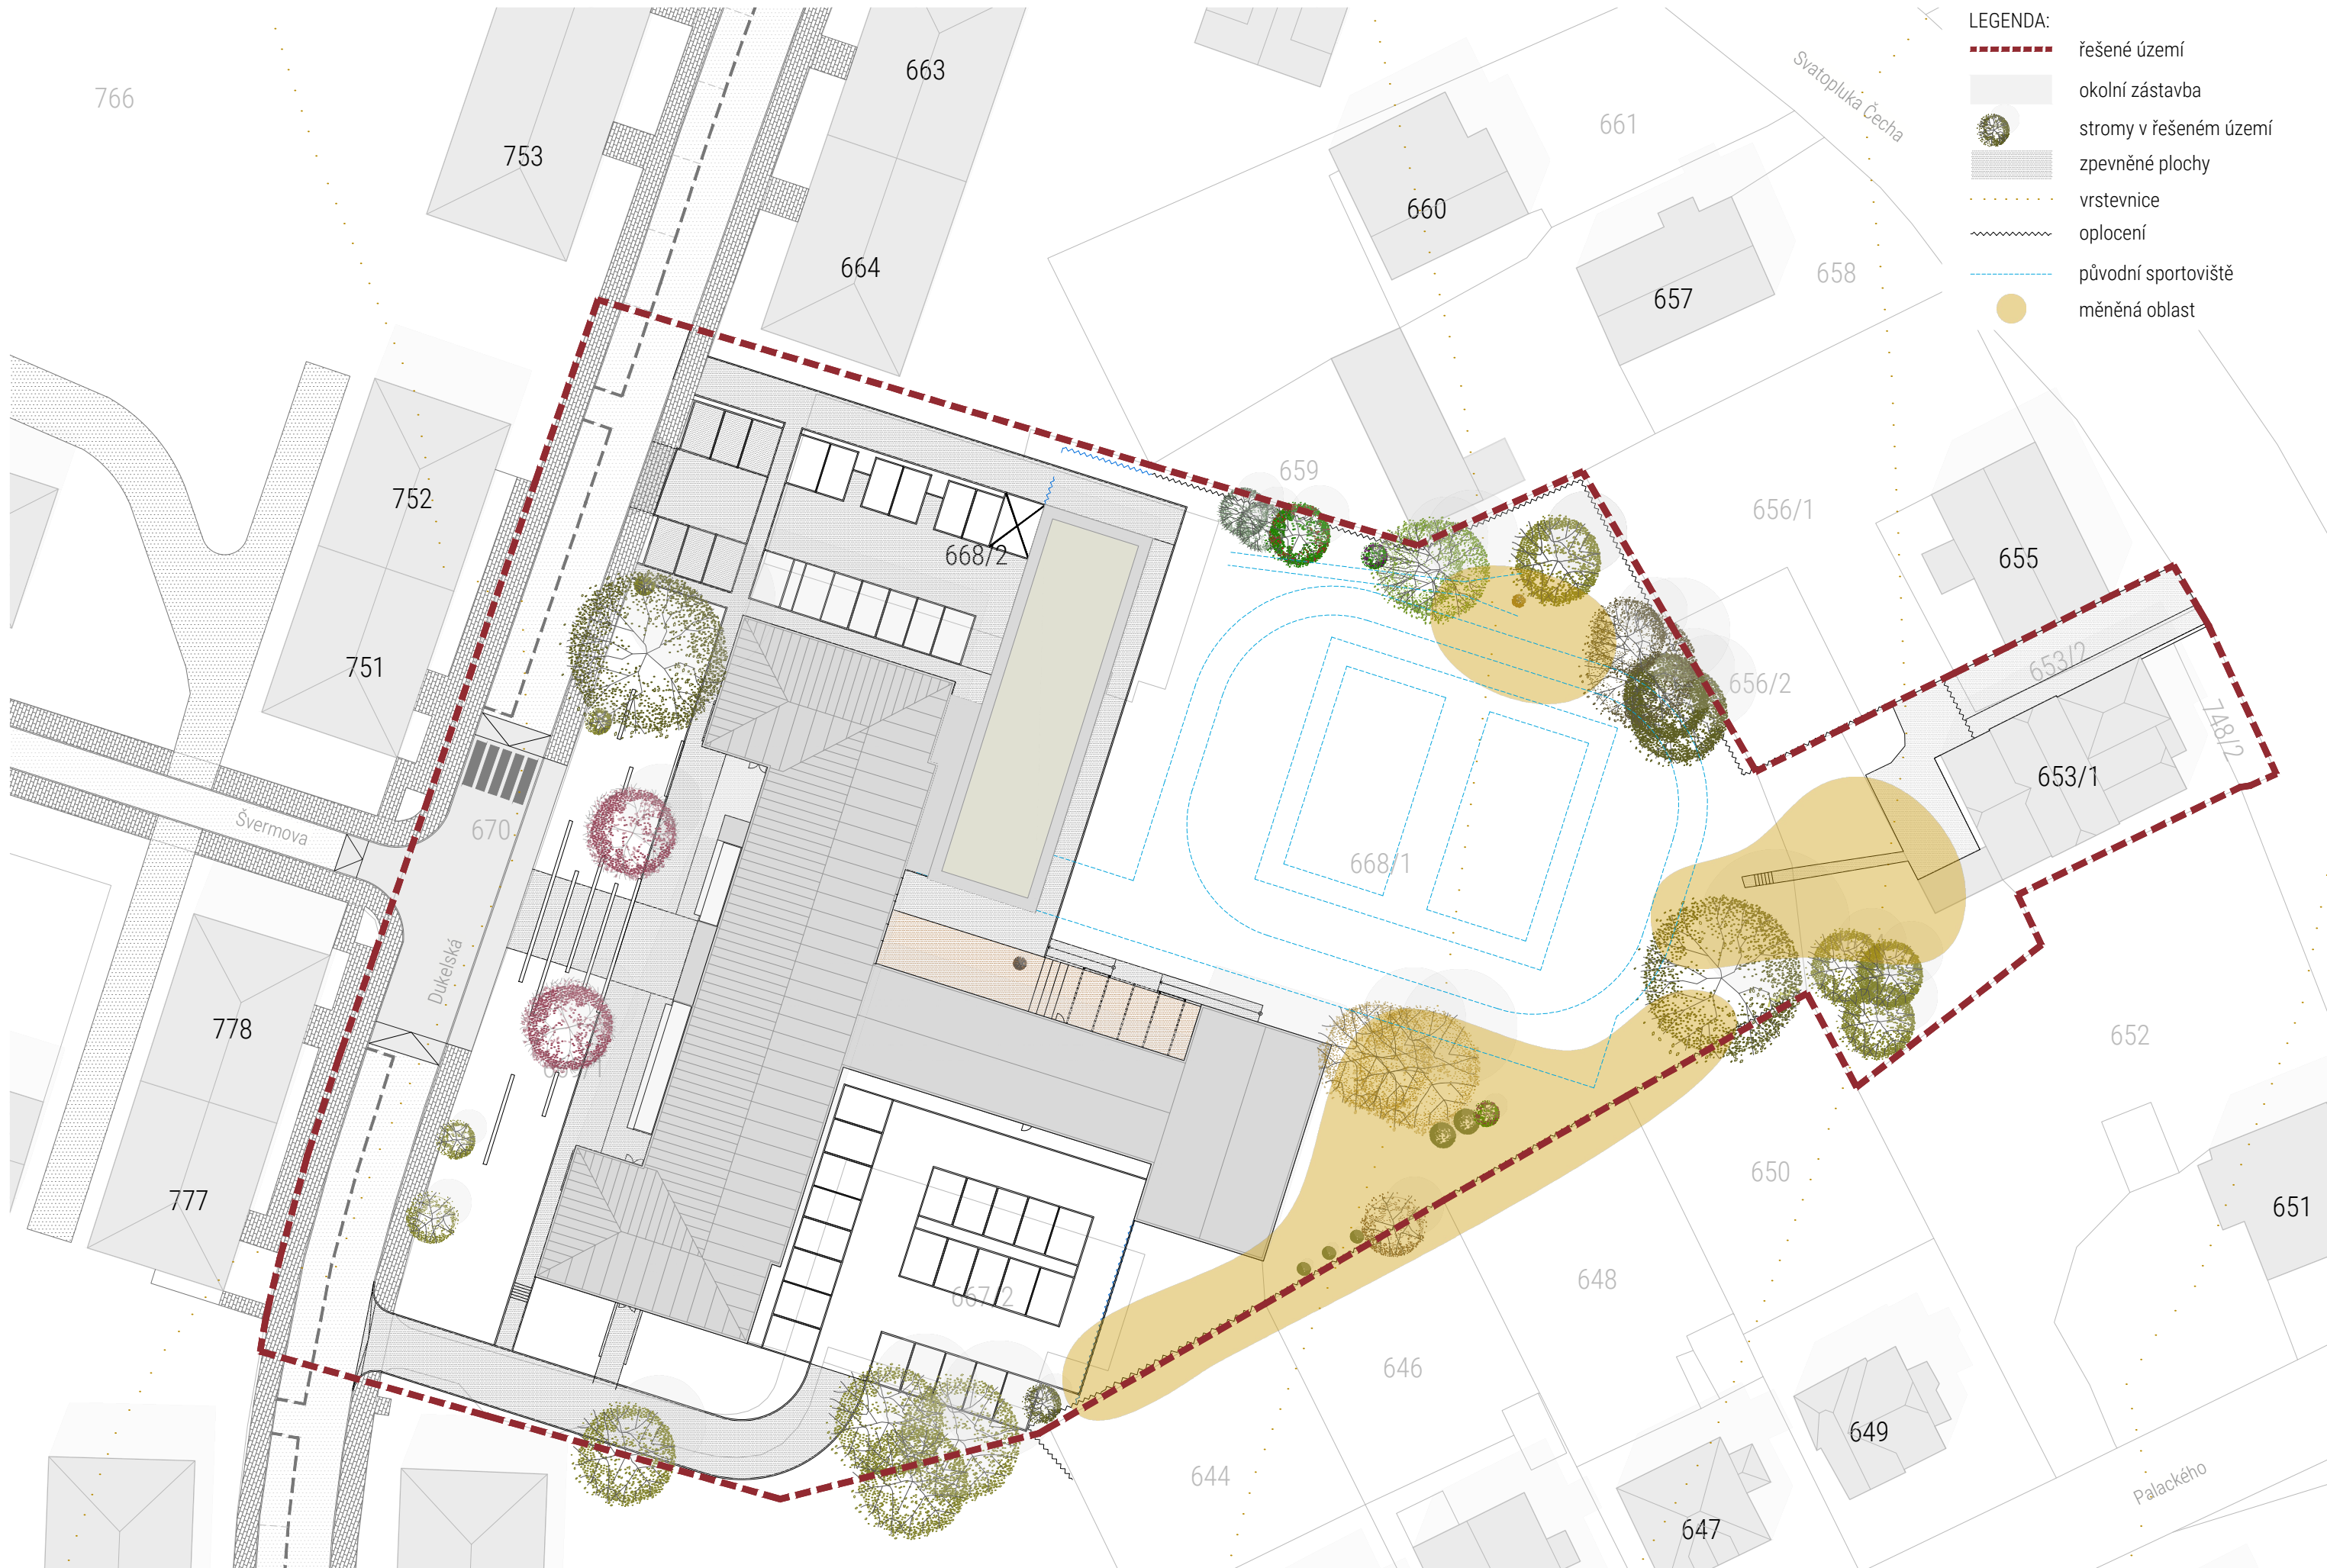 LEGENDA:
řešené území
okolní zástavba
stromy v řešeném území
zpevněné plochy
vrstevnice
oplocení
původní sportoviště
měněná oblast
766
753
663
664
661
Svatopluka Čecha
660
657
658
659
752
751
668/2
656/1
655
656/2
653/2
748/2
653/1
Švermova
670
668/1
Dukelská
778
777
667/2
652
650
651
648
646
649
644
647
Palackého